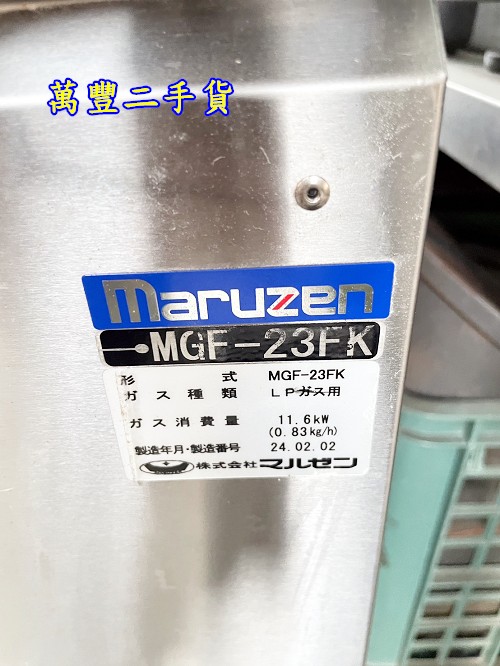 萬豐二手貨
maruzen
MGF-23FK
形 式 MGF-23FK
ガス種類 LPガス用
ガス消費量 11.6kW
(0.83kg/h)
製造年月・製造番号 24.02.02
株式会社マルゼン